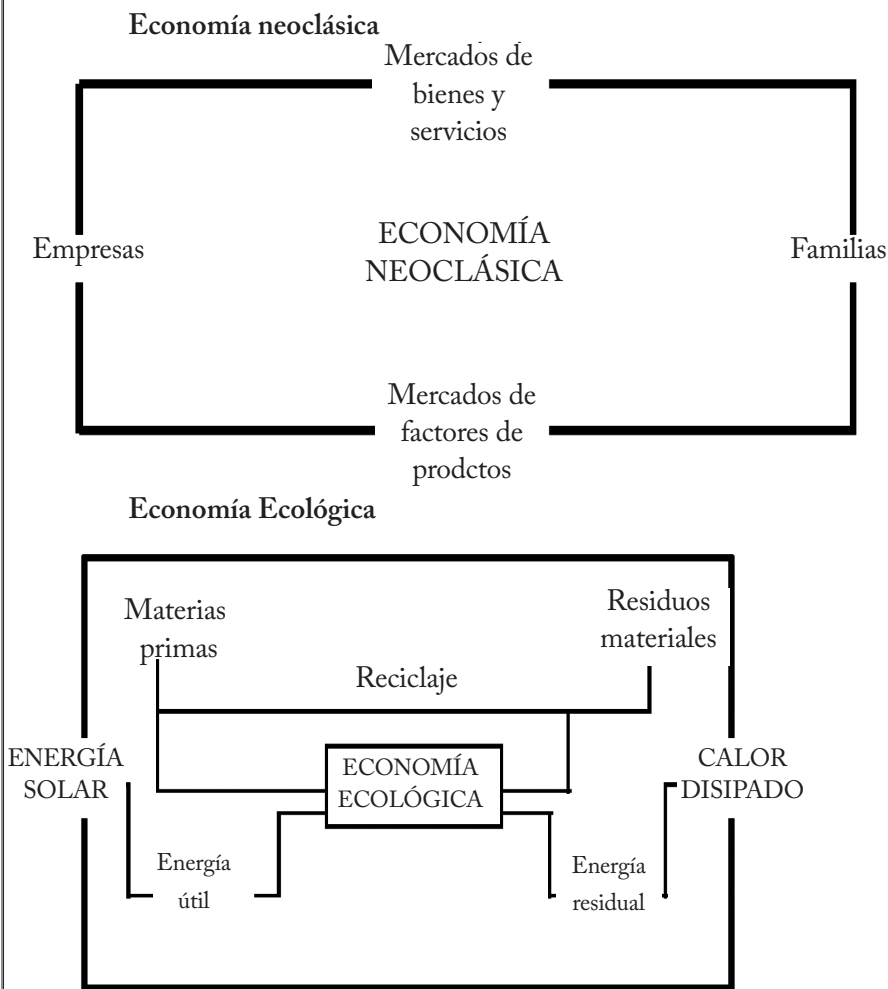 Economía neoclásica
Mercados de
bienes y
servicios
Empresas
ECONOMÍA
NEOCLÁSICA
Familias
Mercados de
factores de
prodctos
Economía Ecológica
Materias
primas
Residuos
materiales
Reciclaje
ENERGÍA
SOLAR
ECONOMÍA
ECOLÓGICA
CALOR
DISIPADO
Energía
útil
Energía
residual